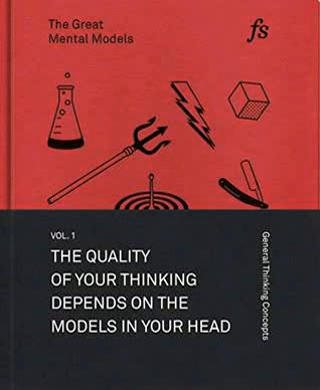 The Great
Mental Models
fs
VOL. 1
THE QUALITY
OF YOUR THINKING
DEPENDS ON THE
MODELS IN YOUR HEAD
General Thinking Concepts